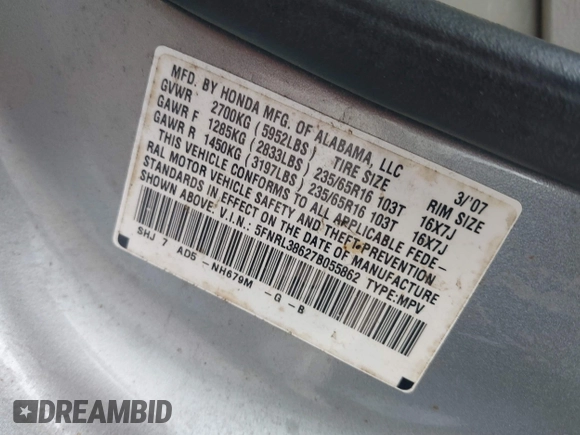 MFD. BY HONDA MFG. OF ALABAMA, LLC 3/'07
GVWR 2700KG (5952LBS) TIRE SIZE RIM SIZE
GAWR F 1285KG (2833LBS) 235/65R16 103T 16X7J
GAWR R 1450KG (3197LBS) 235/65R16 103T 16X7J
THIS VEHICLE CONFORMS TO ALL APPLICABLE FEDE-
RAL MOTOR VEHICLE SAFETY AND THEFT PREVENTION
STANDARDS IN EFFECT ON THE DATE OF MANUFACTURE
SHOWN ABOVE. V.I.N.: 5FNRL38627B055862 TYPE:MPV
SHJ 7 AD5 -NH679M -G -B
DREAMBID